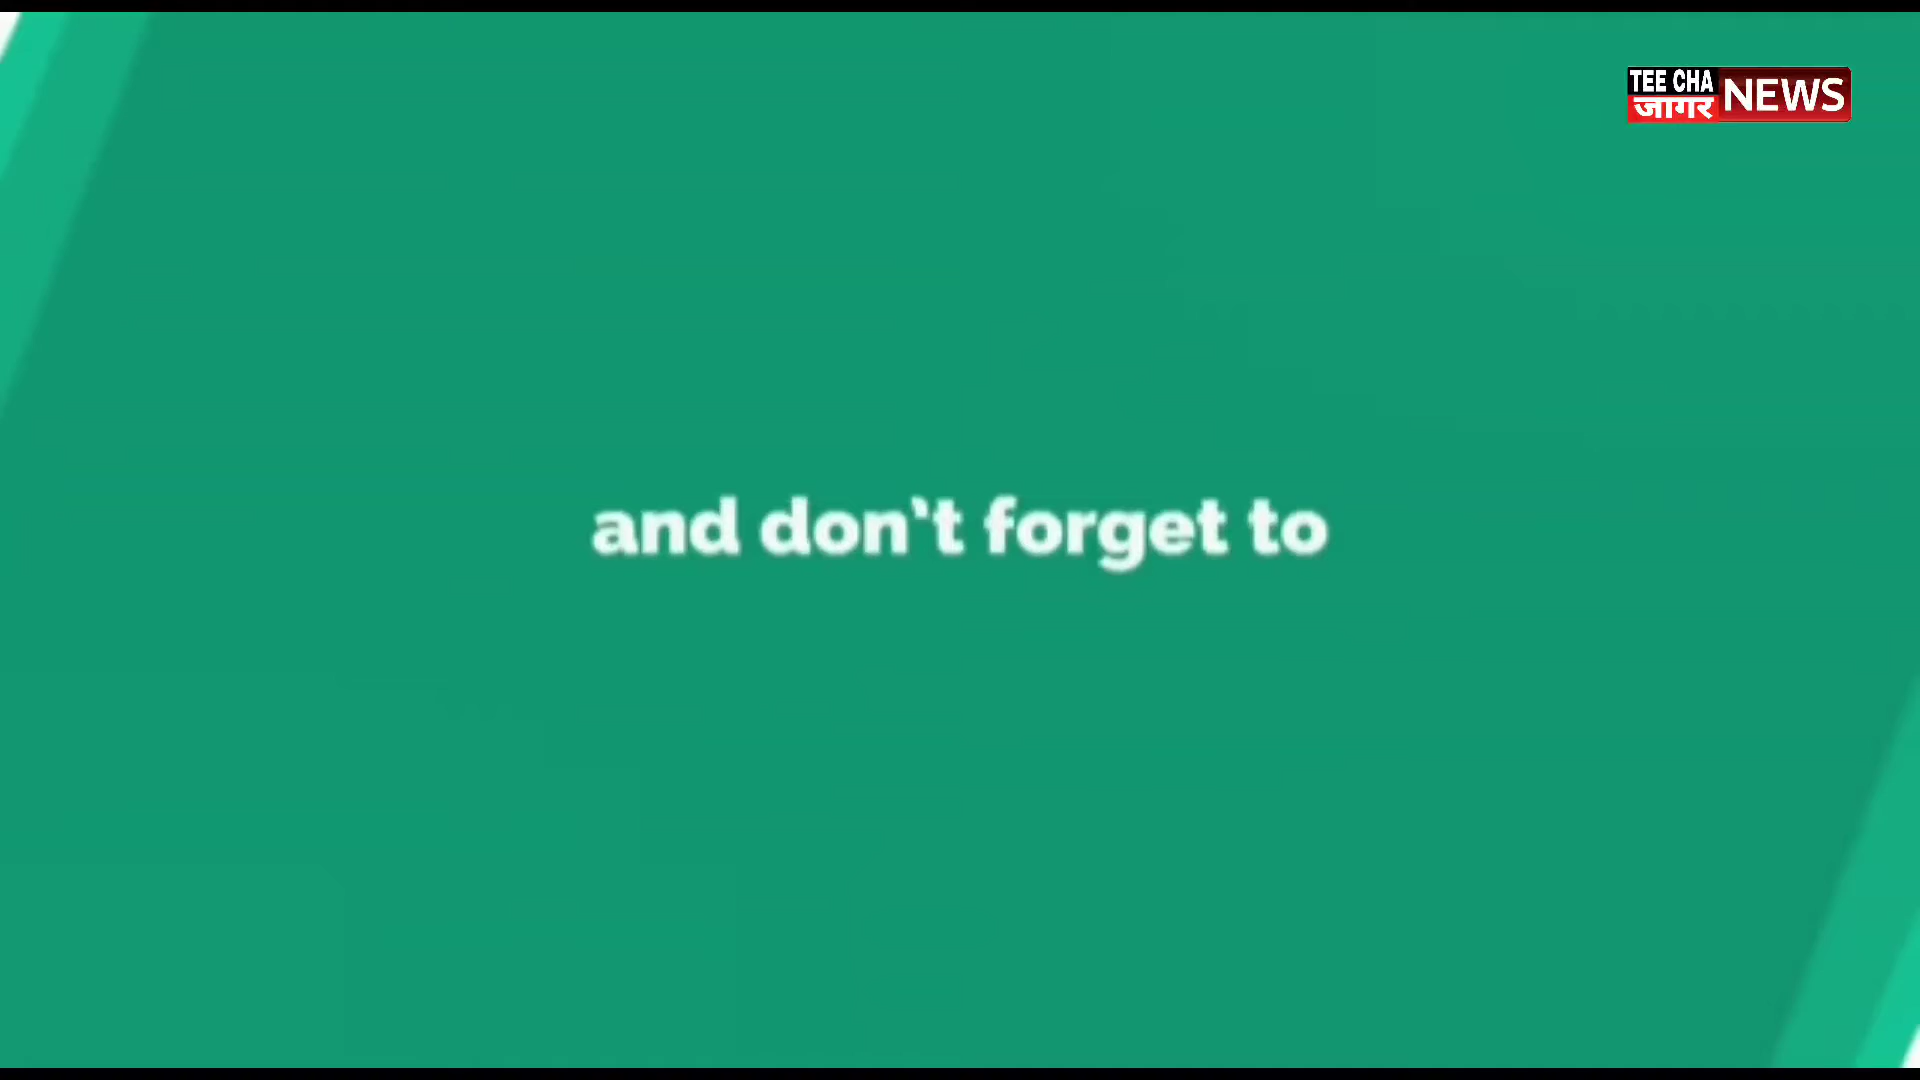 TEE CHA
जागर
NEWS
and don't forget to